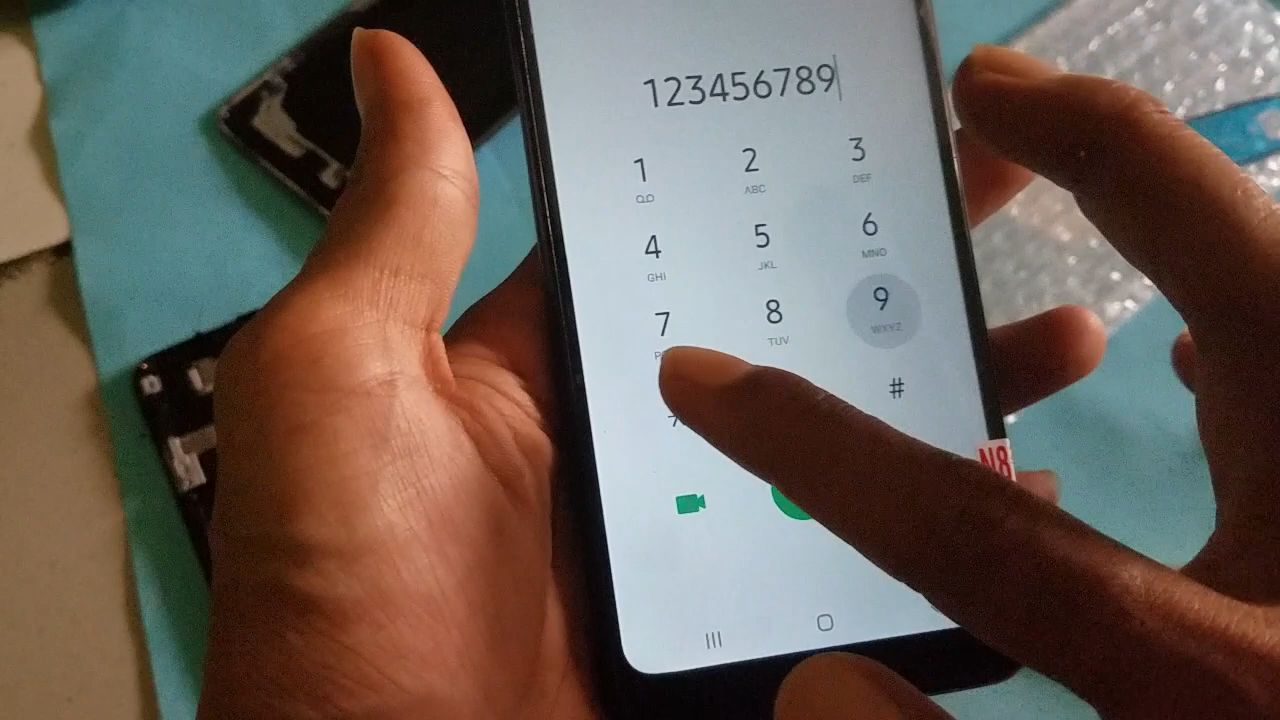 123456789
1 2 3
ABC DEF
4 5 6
GHI JKL MNO
7 8 9
TUV WXYZ
#
N8